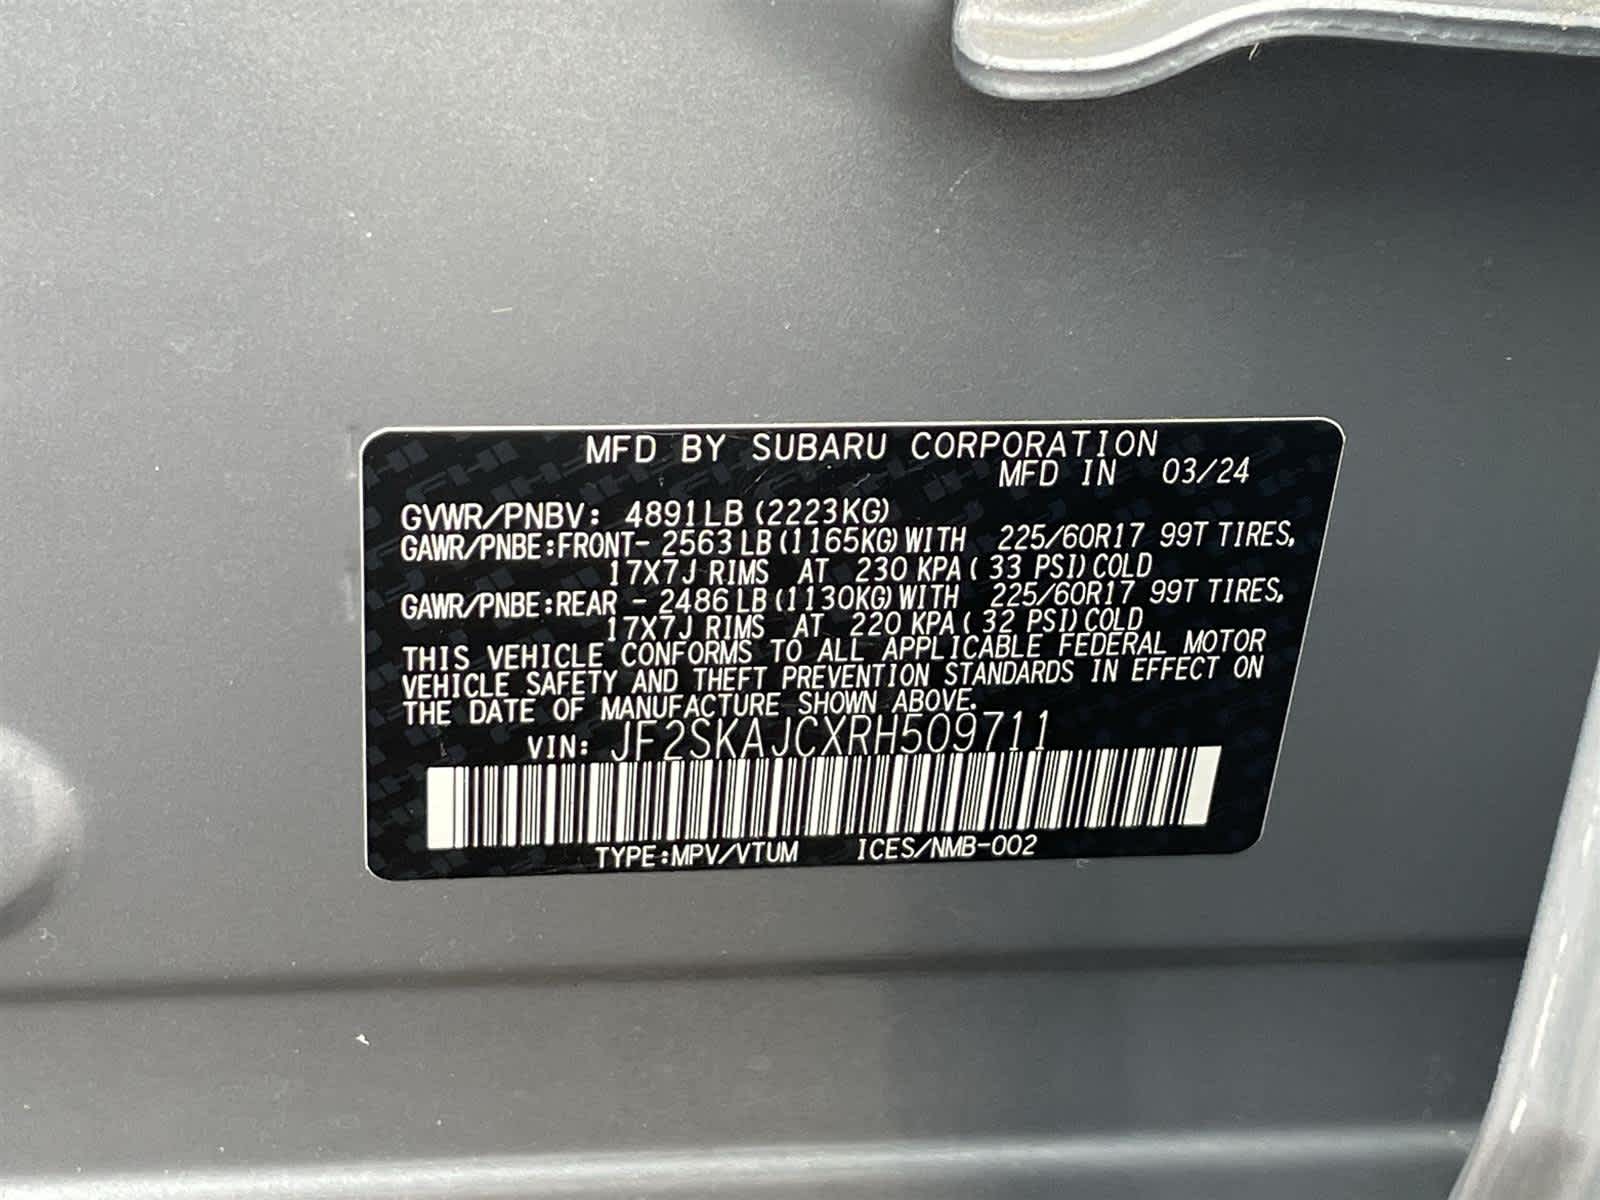 MFD BY SUBARU CORPORATION
MFD IN 03/24
GVWR/PNBV: 4891LB (2223KG)
GAWR/PNBE:FRONT- 2563 LB (1165KG) WITH 225/60R17 99T TIRES,
17X7J RIMS AT 230 KPA ( 33 PSI) COLD
GAWR/PNBE:REAR - 2486 LB (1130KG) WITH 225/60R17 99T TIRES,
17X7J RIMS AT 220 KPA ( 32 PSI) COLD
THIS VEHICLE CONFORMS TO ALL APPLICABLE FEDERAL MOTOR
VEHICLE SAFETY AND THEFT PREVENTION STANDARDS IN EFFECT ON
THE DATE OF MANUFACTURE SHOWN ABOVE.
VIN: JF2SKAJCXRH509711
TYPE:MPV/VTUM ICES/NMB-002